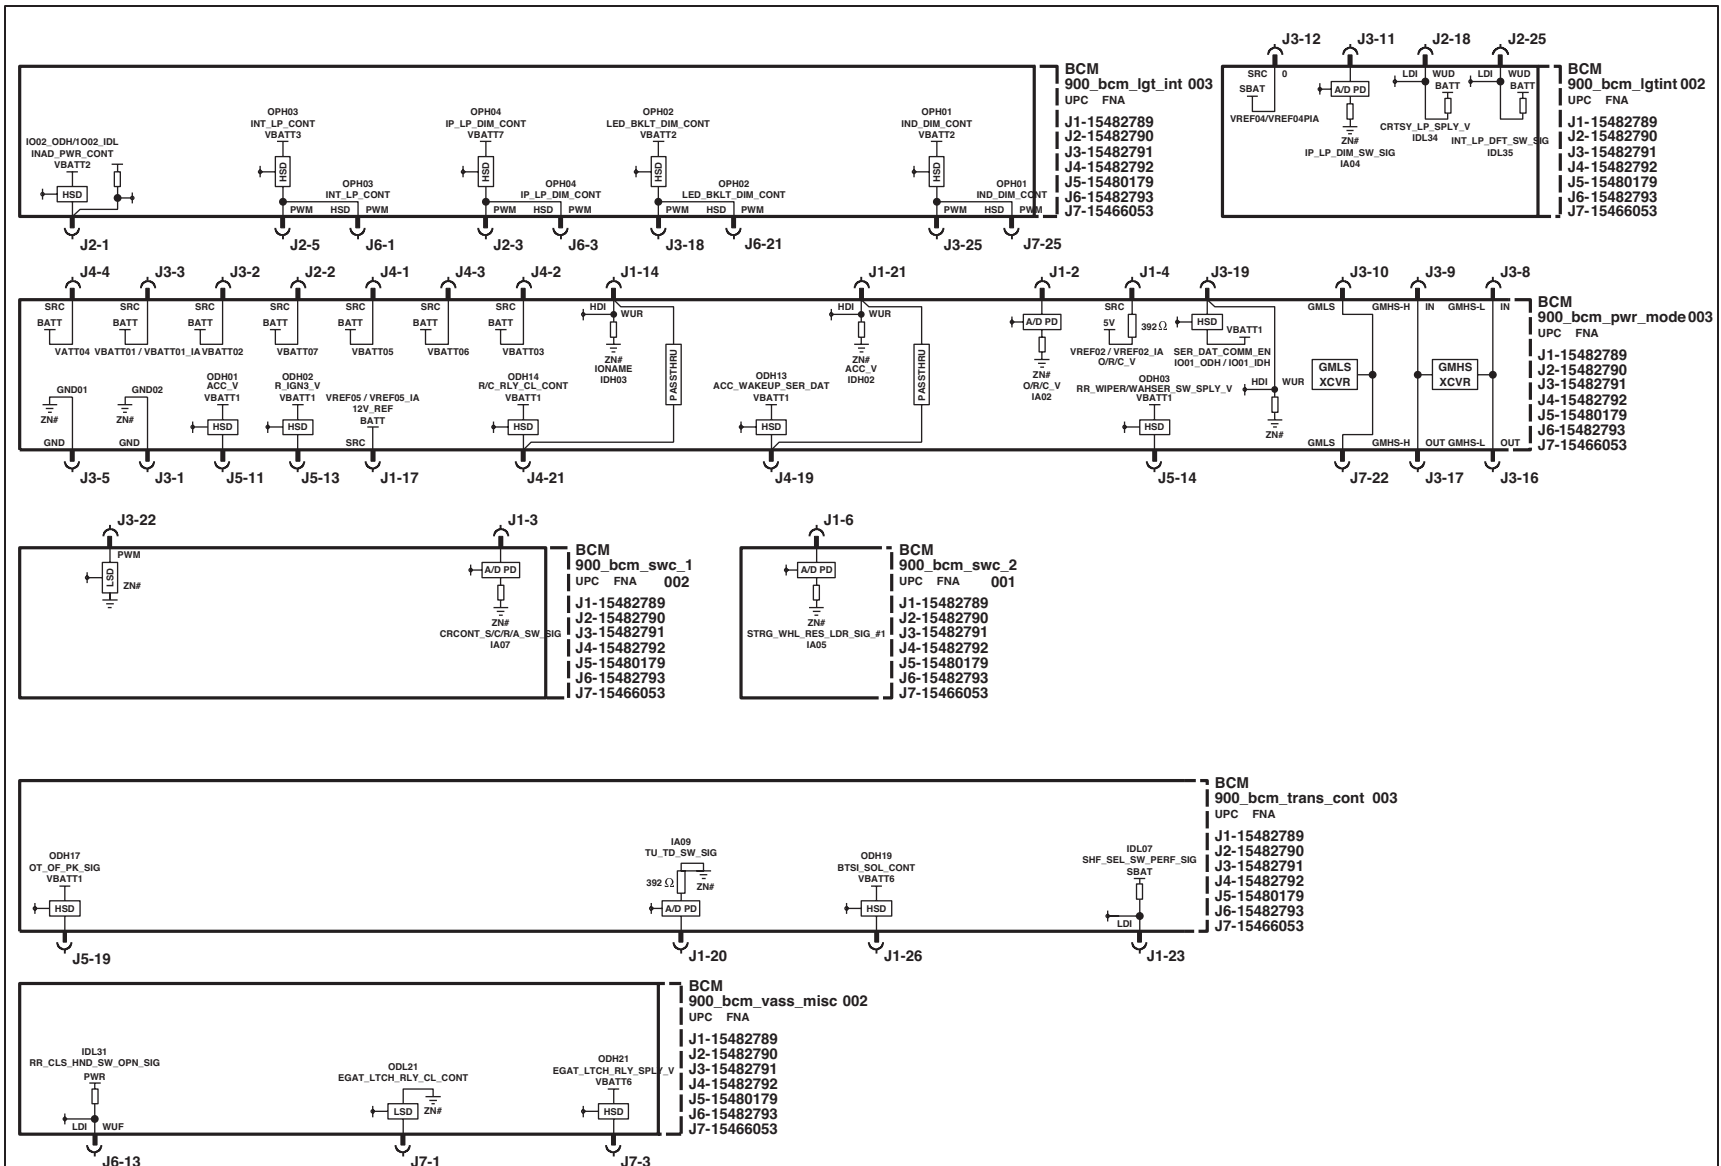 J3-12 J3-11 J2-18 J2-25
BCM
900_bcm_lgt_int 003
UPC FNA
J1-15482789
J2-15482790
J3-15482791
J4-15482792
J5-15480179
J6-15482793
J7-15466053
IO02_ODH/1O02_IDL
INAD_PWR_CONT
VBATT2
HSD
OPH03
INT_LP_CONT
VBATT3
HSD
OPH03
INT_LP_CONT
PWM HSD PWM
OPH04
IP_LP_DIM_CONT
VBATT7
HSD
OPH04
IP_LP_DIM_CONT
PWM HSD PWM
OPH02
LED_BKLT_DIM_CONT
VBATT2
HSD
OPH02
LED_BKLT_DIM_CONT
PWM HSD PWM
OPH01
IND_DIM_CONT
VBATT2
HSD
OPH01
IND_DIM_CONT
PWM HSD PWM
J2-1 J2-5 J6-1 J2-3 J6-3 J3-18 J6-21 J3-25 J7-25
SRC 0
SBAT
VREF04/VREF04PIA
A/D PD
ZN#
IP_LP_DIM_SW_SIG
IA04
LDI WUD
BATT
CRTSY_LP_SPLY_V
IDL34
LDI WUD
BATT
INT_LP_DFT_SW_SIG
IDL35
BCM
900_bcm_lgtint 002
UPC FNA
J1-15482789
J2-15482790
J3-15482791
J4-15482792
J5-15480179
J6-15482793
J7-15466053
J4-4 J3-3 J3-2 J2-2 J4-1 J4-3 J4-2 J1-14 J1-21 J1-2 J1-4 J3-19 J3-10 J3-9 J3-8
SRC
BATT
VATT04
SRC
BATT
VBATT01 / VBATT01_IA
SRC
BATT
VBATT02
SRC
BATT
VBATT07
SRC
BATT
VBATT05
SRC
BATT
VBATT06
SRC
BATT
VBATT03
HDI WUR
ZN#
IONAME
IDH03
PASSTHRU
HDI WUR
ZN#
ACC_V
IDH02
PASSTHRU
A/D PD
ZN#
O/R/C_V
IA02
SRC
5V
392Ω
VREF02 / VREF02_IA
O/R/C_V
HSD
VBATT1
SER_DAT_COMM_EN
IO01_ODH / IO01_IDH
HDI WUR
ZN#
GMLS GMHS-H IN GMHS-L IN
GMLS
XCVR
GMHS
XCVR
GMLS GMHS-H OUT GMHS-L OUT
GND01
ZN#
GND
GND02
ZN#
GND
ODH01
ACC_V
VBATT1
HSD
ODH02
R_IGN3_V
VBATT1
HSD
VREF05 / VREF05_IA
12V_REF
BATT
SRC
ODH14
R/C_RLY_CL_CONT
VBATT1
HSD
ODH13
ACC_WAKEUP_SER_DAT
VBATT1
HSD
ODH03
RR_WIPER/WAHSER_SW_SPLY_V
VBATT1
HSD
J3-5 J3-1 J5-11 J5-13 J1-17 J4-21 J4-19 J5-14 J7-22 J3-17 J3-16
BCM
900_bcm_pwr_mode 003
UPC FNA
J1-15482789
J2-15482790
J3-15482791
J4-15482792
J5-15480179
J6-15482793
J7-15466053
J3-22 J1-3
PWM
LSD
ZN#
A/D PD
ZN#
CRCONT_S/C/R/A_SW_SIG
IA07
BCM
900_bcm_swc_1
UPC FNA 002
J1-15482789
J2-15482790
J3-15482791
J4-15482792
J5-15480179
J6-15482793
J7-15466053
J1-6
A/D PD
ZN#
STRG_WHL_RES_LDR_SIG_#1
IA05
BCM
900_bcm_swc_2
UPC FNA 001
J1-15482789
J2-15482790
J3-15482791
J4-15482792
J5-15480179
J6-15482793
J7-15466053
ODH17
OT_OF_PK_SIG
VBATT1
HSD
IA09
TU_TD_SW_SIG
392 Ω
ZN#
A/D PD
ODH19
BTSI_SOL_CONT
VBATT6
HSD
IDL07
SHF_SEL_SW_PERF_SIG
SBAT
LDI
J5-19 J1-20 J1-26 J1-23
BCM
900_bcm_trans_cont 003
UPC FNA
J1-15482789
J2-15482790
J3-15482791
J4-15482792
J5-15480179
J6-15482793
J7-15466053
IDL31
RR_CLS_HND_SW_OPN_SIG
PWR
LDI WUF
ODL21
EGAT_LTCH_RLY_CL_CONT
LSD
ZN#
ODH21
EGAT_LTCH_RLY_SPLY_V
VBATT6
HSD
J6-13 J7-1 J7-3
BCM
900_bcm_vass_misc 002
UPC FNA
J1-15482789
J2-15482790
J3-15482791
J4-15482792
J5-15480179
J6-15482793
J7-15466053